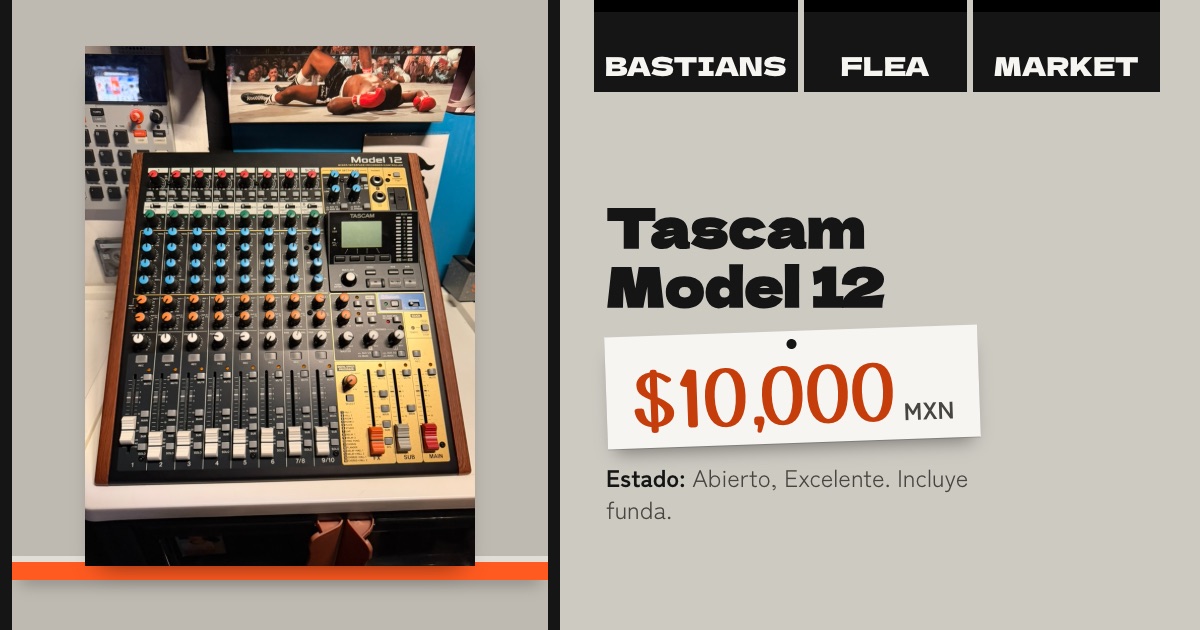 BASTIANS FLEA MARKET
Model 12
TASCAM
1 2 3 4 5 6 7/8 9/10 FX SUB MAIN
Tascam
Model 12
$10,000 MXN
Estado: Abierto, Excelente. Incluye
funda.